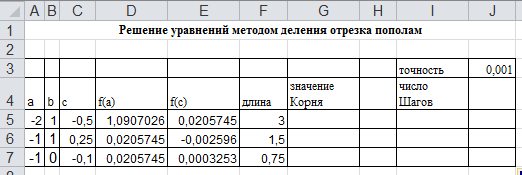 A B C D E F G H I J
1 Решение уравнений методом деления отрезка пополам
2
3 точность 0,001
значение число
4 a b c f(a) f(c) длина Корня Шагов
5 -2 1 -0,5 1,0907026 0,0205745 3
6 -1 1 0,25 0,0205745 -0,002596 1,5
7 -1 0 -0,1 0,0205745 0,0003253 0,75